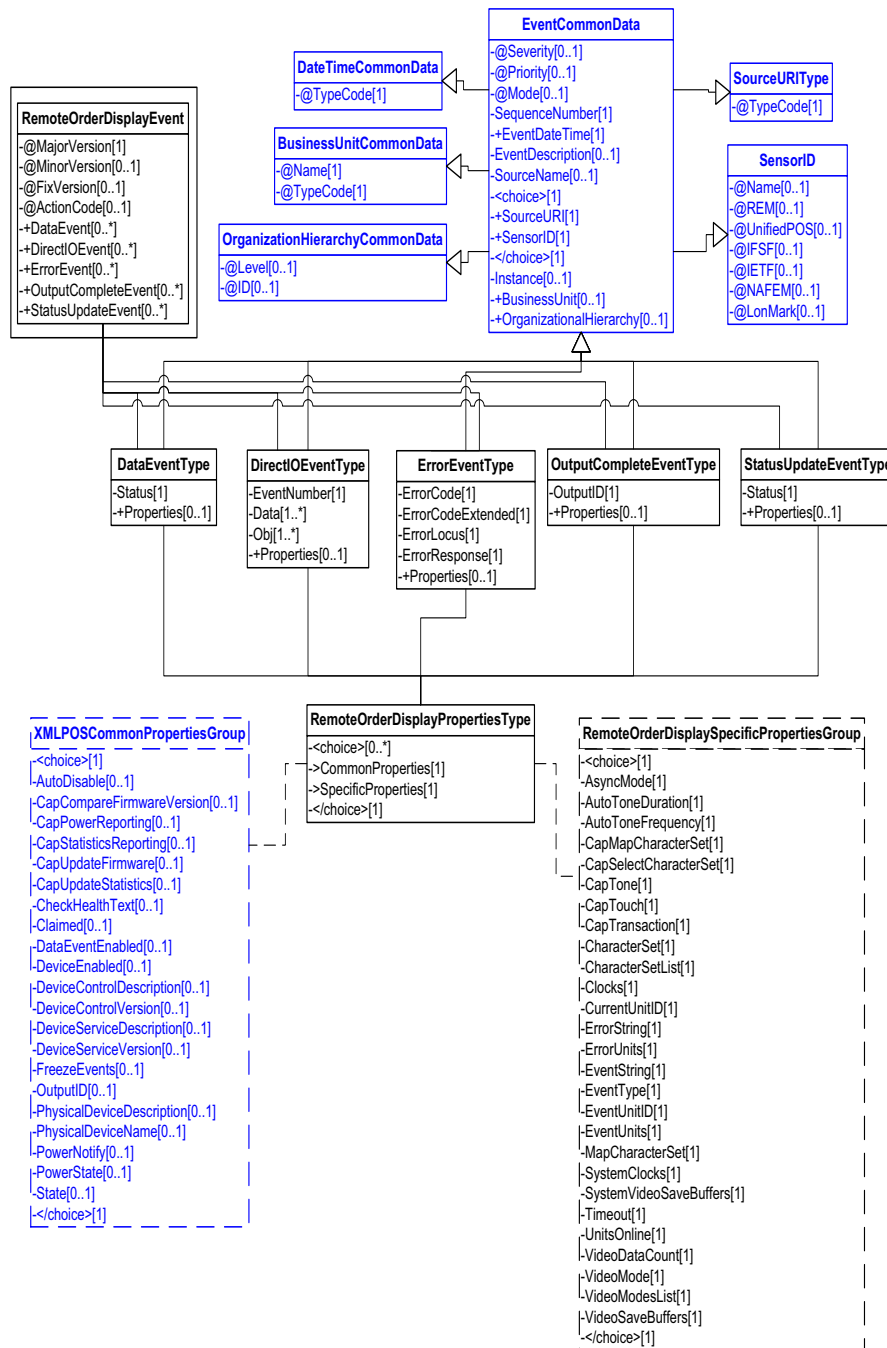 EventCommonData
-@Severity[0..1]
-@Priority[0..1]
-@Mode[0..1]
-SequenceNumber[1]
-+EventDateTime[1]
-EventDescription[0..1]
-SourceName[0..1]
-<choice>[1]
-+SourceURI[1]
-+SensorID[1]
-</choice>[1]
-Instance[0..1]
-+BusinessUnit[0..1]
-+OrganizationalHierarchy[0..1]
DateTimeCommonData
-@TypeCode[1]
BusinessUnitCommonData
-@Name[1]
-@TypeCode[1]
OrganizationHierarchyCommonData
-@Level[0..1]
-@ID[0..1]
SourceURIType
-@TypeCode[1]
SensorID
-@Name[0..1]
-@REM[0..1]
-@UnifiedPOS[0..1]
-@IFSF[0..1]
-@IETF[0..1]
-@NAFEM[0..1]
-@LonMark[0..1]
RemoteOrderDisplayEvent
-@MajorVersion[1]
-@MinorVersion[0..1]
-@FixVersion[0..1]
-@ActionCode[0..1]
-+DataEvent[0..*]
-+DirectIOEvent[0..*]
-+ErrorEvent[0..*]
-+OutputCompleteEvent[0..*]
-+StatusUpdateEvent[0..*]
DataEventType
-Status[1]
-+Properties[0..1]
DirectIOEventType
-EventNumber[1]
-Data[1..*]
-Obj[1..*]
-+Properties[0..1]
ErrorEventType
-ErrorCode[1]
-ErrorCodeExtended[1]
-ErrorLocus[1]
-ErrorResponse[1]
-+Properties[0..1]
OutputCompleteEventType
-OutputID[1]
-+Properties[0..1]
StatusUpdateEventType
-Status[1]
-+Properties[0..1]
RemoteOrderDisplayPropertiesType
-<choice>[0..*]
->CommonProperties[1]
->SpecificProperties[1]
-</choice>[1]
XMLPOSCommonPropertiesGroup
-<choice>[1]
-AutoDisable[0..1]
-CapCompareFirmwareVersion[0..1]
-CapPowerReporting[0..1]
-CapStatisticsReporting[0..1]
-CapUpdateFirmware[0..1]
-CapUpdateStatistics[0..1]
-CheckHealthText[0..1]
-Claimed[0..1]
-DataEventEnabled[0..1]
-DeviceEnabled[0..1]
-DeviceControlDescription[0..1]
-DeviceControlVersion[0..1]
-DeviceServiceDescription[0..1]
-DeviceServiceVersion[0..1]
-FreezeEvents[0..1]
-OutputID[0..1]
-PhysicalDeviceDescription[0..1]
-PhysicalDeviceName[0..1]
-PowerNotify[0..1]
-PowerState[0..1]
-State[0..1]
-</choice>[1]
RemoteOrderDisplaySpecificPropertiesGroup
-<choice>[1]
-AsyncMode[1]
-AutoToneDuration[1]
-AutoToneFrequency[1]
-CapMapCharacterSet[1]
-CapSelectCharacterSet[1]
-CapTone[1]
-CapTouch[1]
-CapTransaction[1]
-CharacterSet[1]
-CharacterSetList[1]
-Clocks[1]
-CurrentUnitID[1]
-ErrorString[1]
-ErrorUnits[1]
-EventString[1]
-EventType[1]
-EventUnitID[1]
-EventUnits[1]
-MapCharacterSet[1]
-SystemClocks[1]
-SystemVideoSaveBuffers[1]
-Timeout[1]
-UnitsOnline[1]
-VideoDataCount[1]
-VideoMode[1]
-VideoModesList[1]
-VideoSaveBuffers[1]
-</choice>[1]